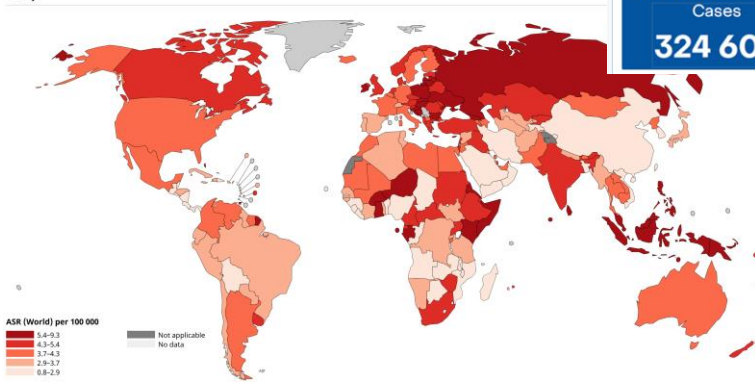 Cases
324 60
ASR (World) per 100 000
5.4–9.3
4.3–5.4
3.7–4.3
2.9–3.7
0.8–2.9
Not applicable
No data